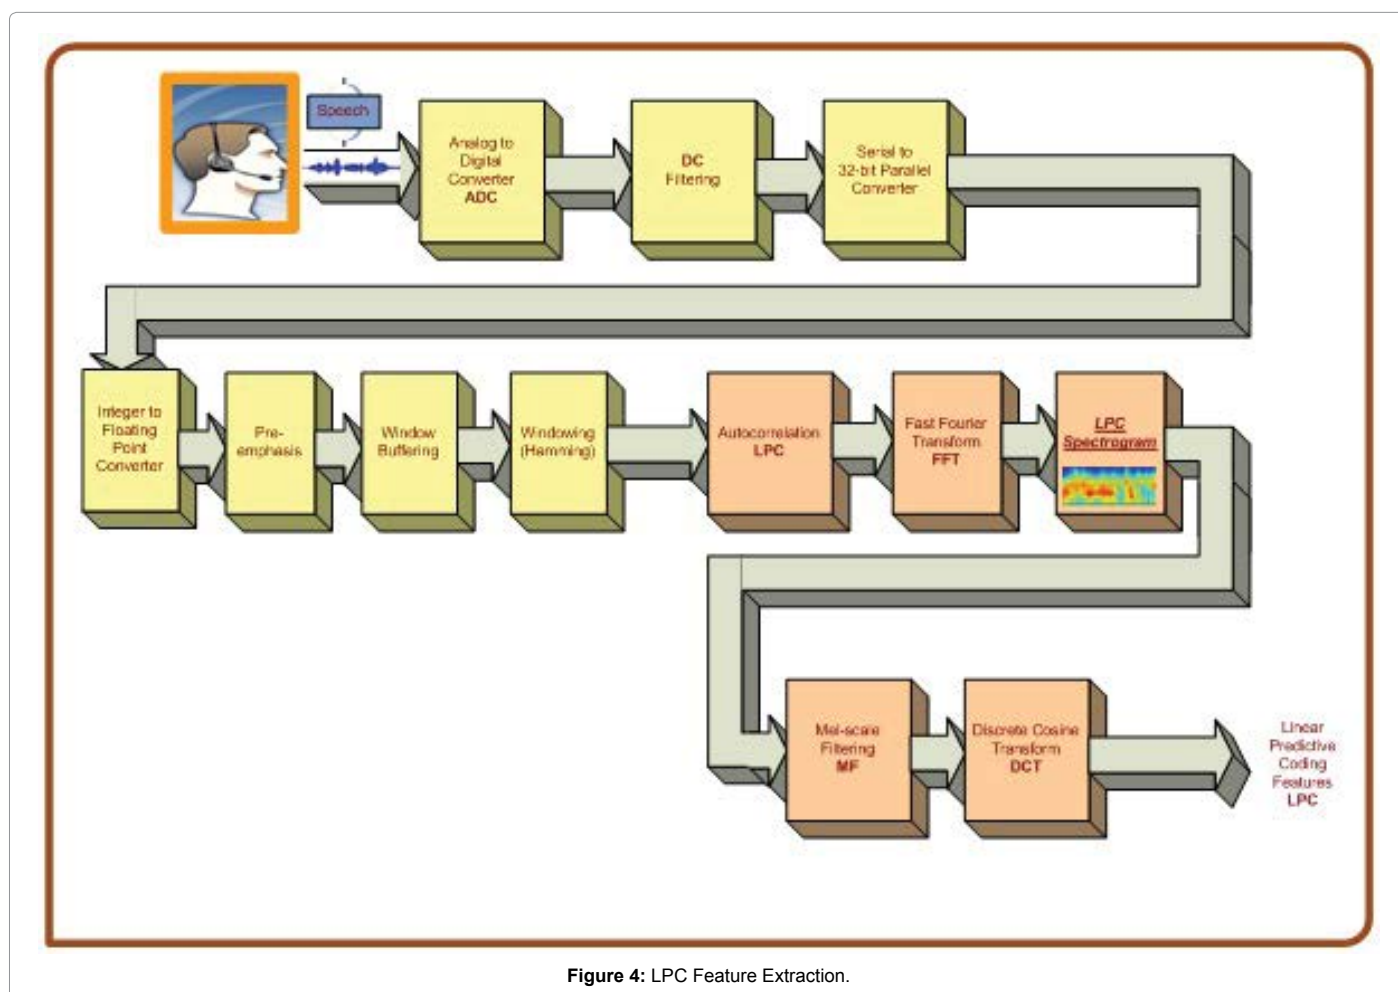 Speech
Analog to
Digital
Converter
ADC
DC
Filtering
Serial to
32-bit Parallel
Converter
Integer to
Floating
Point
Converter
Pre-
emphasis
Window
Buffering
Windowing
(Hamming)
Autocorrelation
LPC
Fast Fourier
Transform
FFT
LPC
Spectrogram
Mel-scale
Filtering
MF
Discrete Cosine
Transform
DCT
Linear
Predictive
Coding
Features
LPC
Figure 4: LPC Feature Extraction.